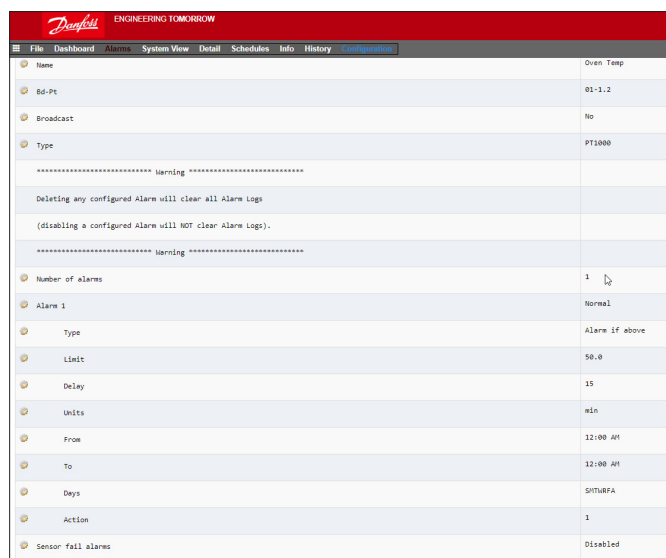 Danfoss ENGINEERING TOMORROW
File Dashboard Alarms System View Detail Schedules Info History Configuration
Name Oven Temp
Bd-Pt 01-1.2
Broadcast No
Type PT1000
**************************** Warning ****************************
Deleting any configured Alarm will clear all Alarm Logs
(disabling a configured Alarm will NOT clear Alarm Logs).
**************************** Warning ****************************
Number of alarms 1
Alarm 1 Normal
Type Alarm if above
Limit 50.0
Delay 15
Units min
From 12:00 AM
To 12:00 AM
Days SMTWRFA
Action 1
Sensor fail alarms Disabled